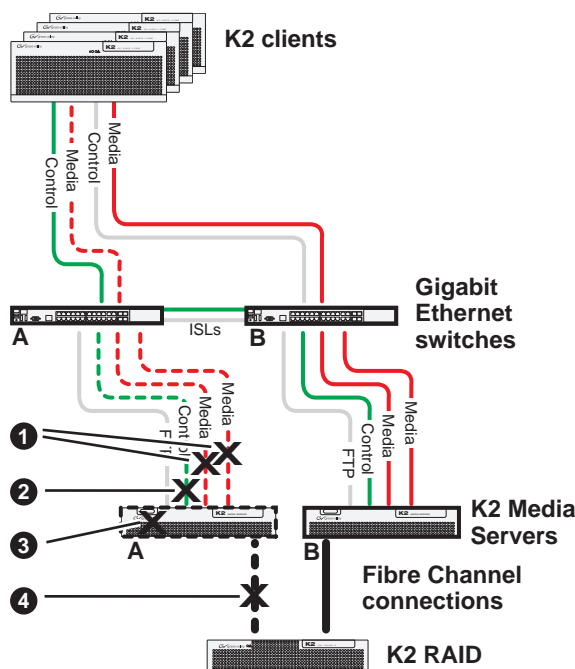 K2 clients
Control
Media
Control
Media
Gigabit
Ethernet
switches
A
ISLs
B
FTP
Control
Media
Media
FTP
Control
Media
Media
1
2
3
4
K2
A
K2
B
K2 Media
Servers
Fibre Channel
connections
K2
K2 RAID